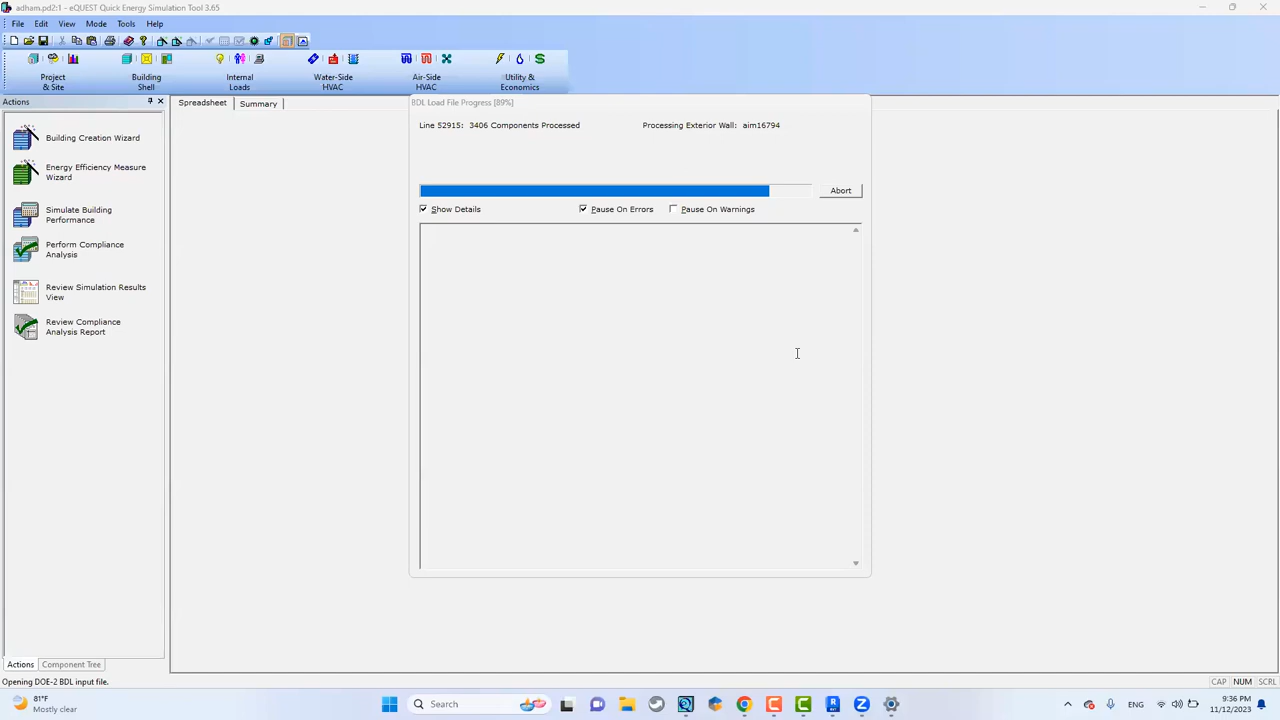 adham.pd2:1 - eQUEST Quick Energy Simulation Tool 3.65
File Edit View Mode Tools Help
Project & Site
Building Shell
Internal Loads
Water-Side HVAC
Air-Side HVAC
Utility & Economics
Actions
Spreadsheet Summary
BDL Load File Progress [89%]
Line 52915: 3406 Components Processed
Processing Exterior Wall: aim16794
Abort
Show Details
Pause On Errors
Pause On Warnings
Building Creation Wizard
Energy Efficiency Measure
Wizard
Simulate Building
Performance
Perform Compliance
Analysis
Review Simulation Results
View
Review Compliance
Analysis Report
Actions Component Tree
Opening DOE-2 BDL input file.
CAP NUM SCRL
81°F
Mostly clear
Search
9:36 PM
11/12/2023